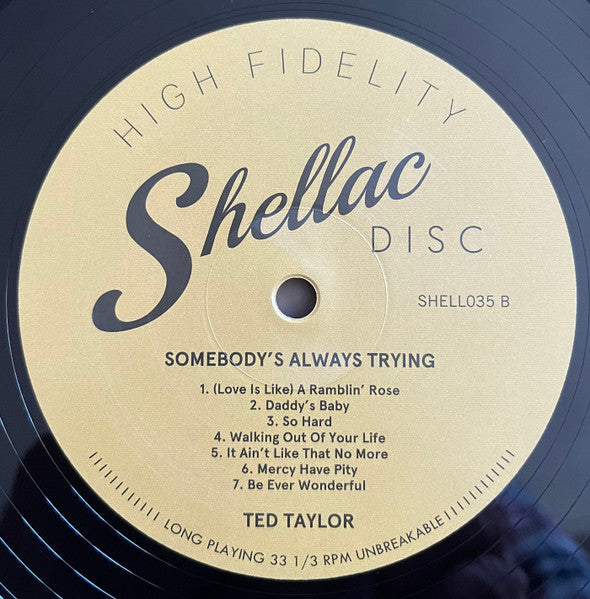 HIGH FIDELITY
Shellac
DISC
SHELL035 B
SOMEBODY'S ALWAYS TRYING
1. (Love Is Like) A Ramblin' Rose
2. Daddy's Baby
3. So Hard
4. Walking Out Of Your Life
5. It Ain't Like That No More
6. Mercy Have Pity
7. Be Ever Wonderful
TED TAYLOR
LONG PLAYING 33 1/3 RPM UNBREAKABLE